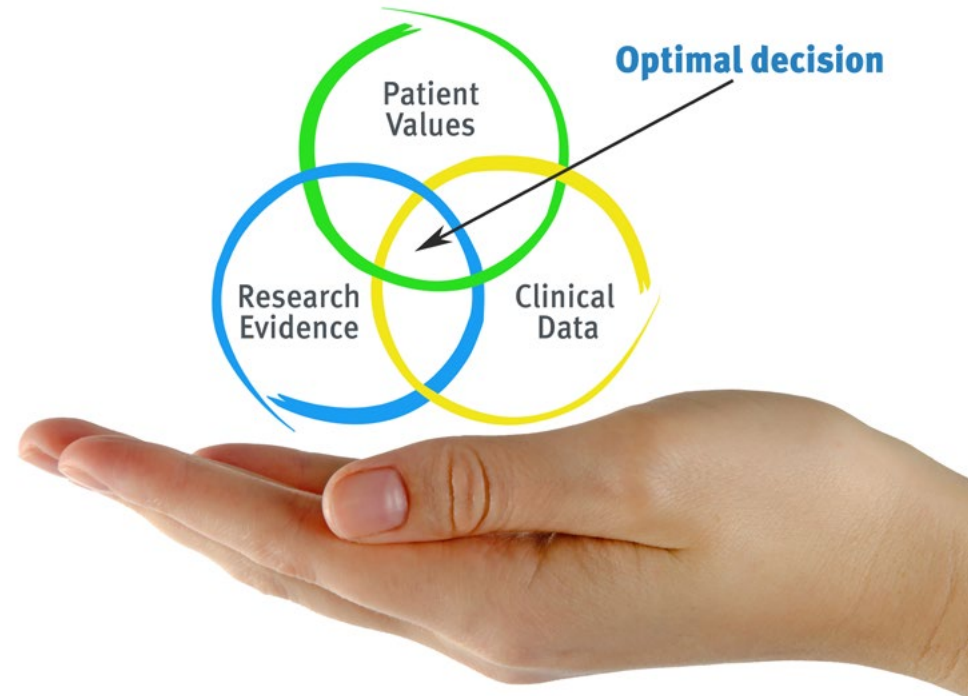 Optimal decision
Patient
Values
Research
Evidence
Clinical
Data